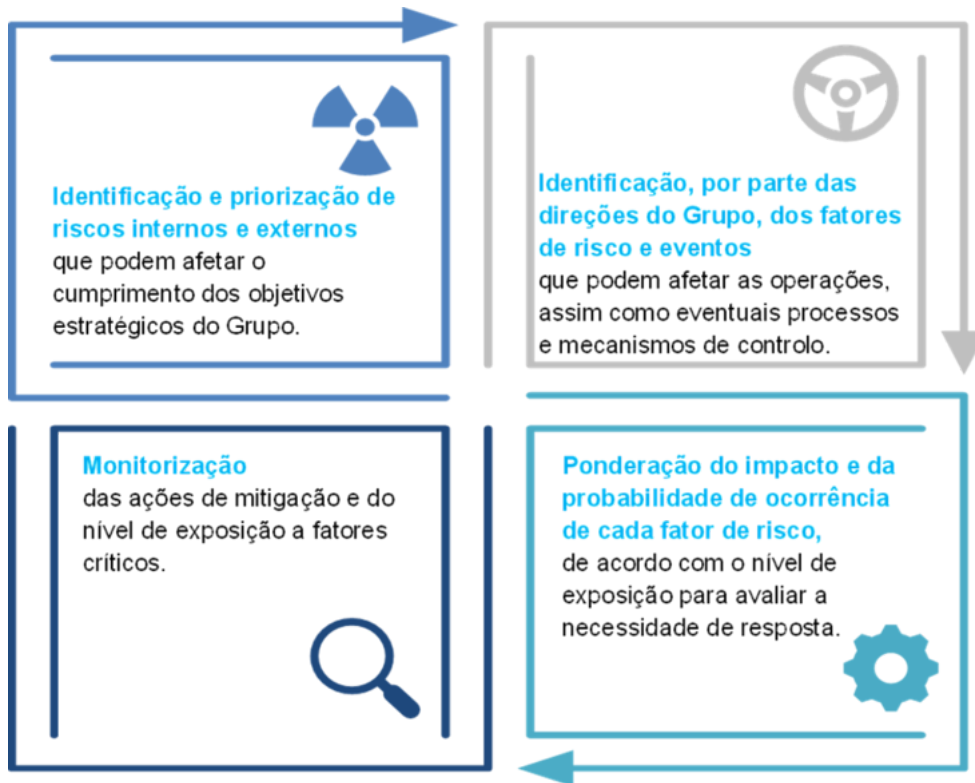 Identificação e priorização de
riscos internos e externos
que podem afetar o
cumprimento dos objetivos
estratégicos do Grupo.
Identificação, por parte das
direções do Grupo, dos fatores
de risco e eventos
que podem afetar as operações,
assim como eventuais processos
e mecanismos de controlo.
Ponderação do impacto e da
probabilidade de ocorrência
de cada fator de risco,
de acordo com o nível de
exposição para avaliar a
necessidade de resposta.
Monitorização
das ações de mitigação e do
nível de exposição a fatores
críticos.